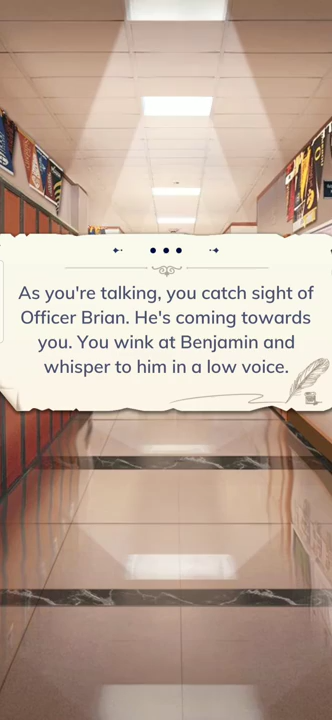 As you're talking, you catch sight of
Officer Brian. He's coming towards
you. You wink at Benjamin and
whisper to him in a low voice.